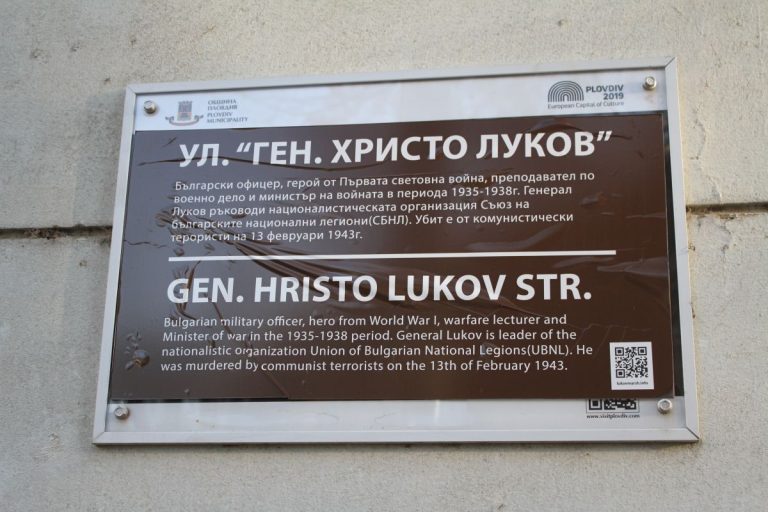 ОБЩИНА
ПЛОВДИВ
PLOVDIV
MUNICIPALITY
PLOVDIV
2019
European Capital of Culture
УЛ. “ГЕН. ХРИСТО ЛУКОВ”
Български офицер, герой от Първата световна война, преподавател по
военно дело и министър на войната в периода 1935-1938г. Генерал
Луков ръководи националистическата организация Съюз на
българските национални легиони(СБНЛ). Убит е от комунистически
терористи на 13 февруари 1943г.
GEN. HRISTO LUKOV STR.
Bulgarian military officer, hero from World War I, warfare lecturer and
Minister of war in the 1935-1938 period. General Lukov is leader of the
nationalistic organization Union of Bulgarian National Legions(UBNL). He
was murdered by communist terrorists on the 13th of February 1943.
lukovmarsh.info
www.visitplovdiv.com